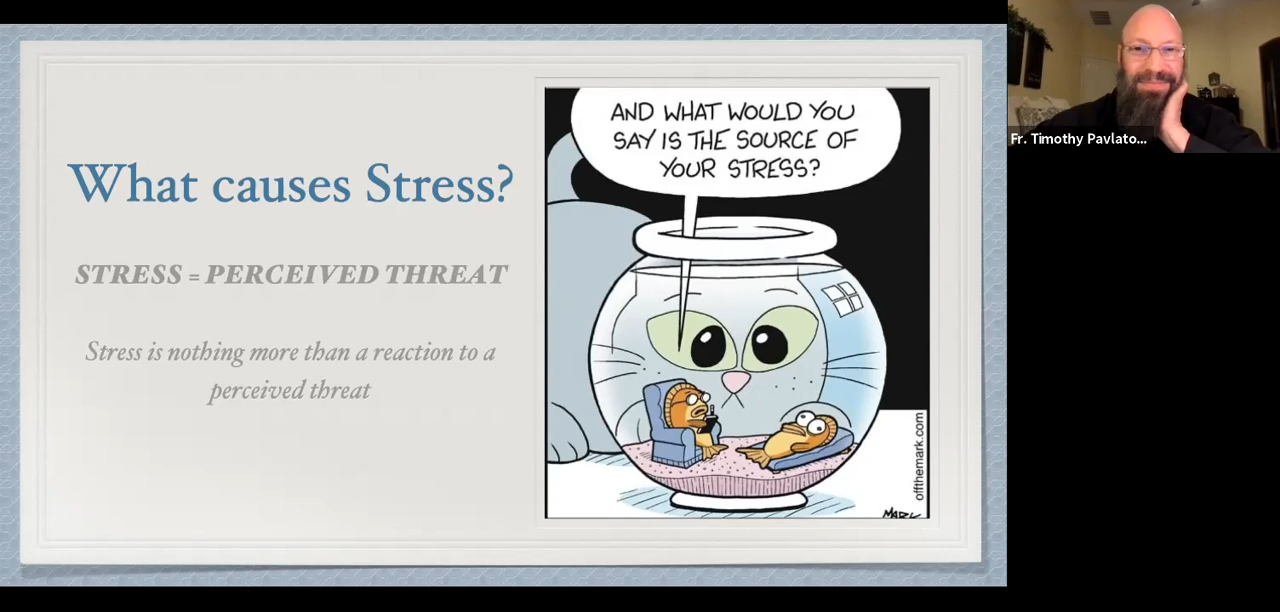 What causes Stress?
STRESS = PERCEIVED THREAT
Stress is nothing more than a reaction to a
perceived threat
AND WHAT WOULD YOU
SAY IS THE SOURCE OF
YOUR STRESS?
offthemark.com
MARK
Fr. Timothy Pavlato...